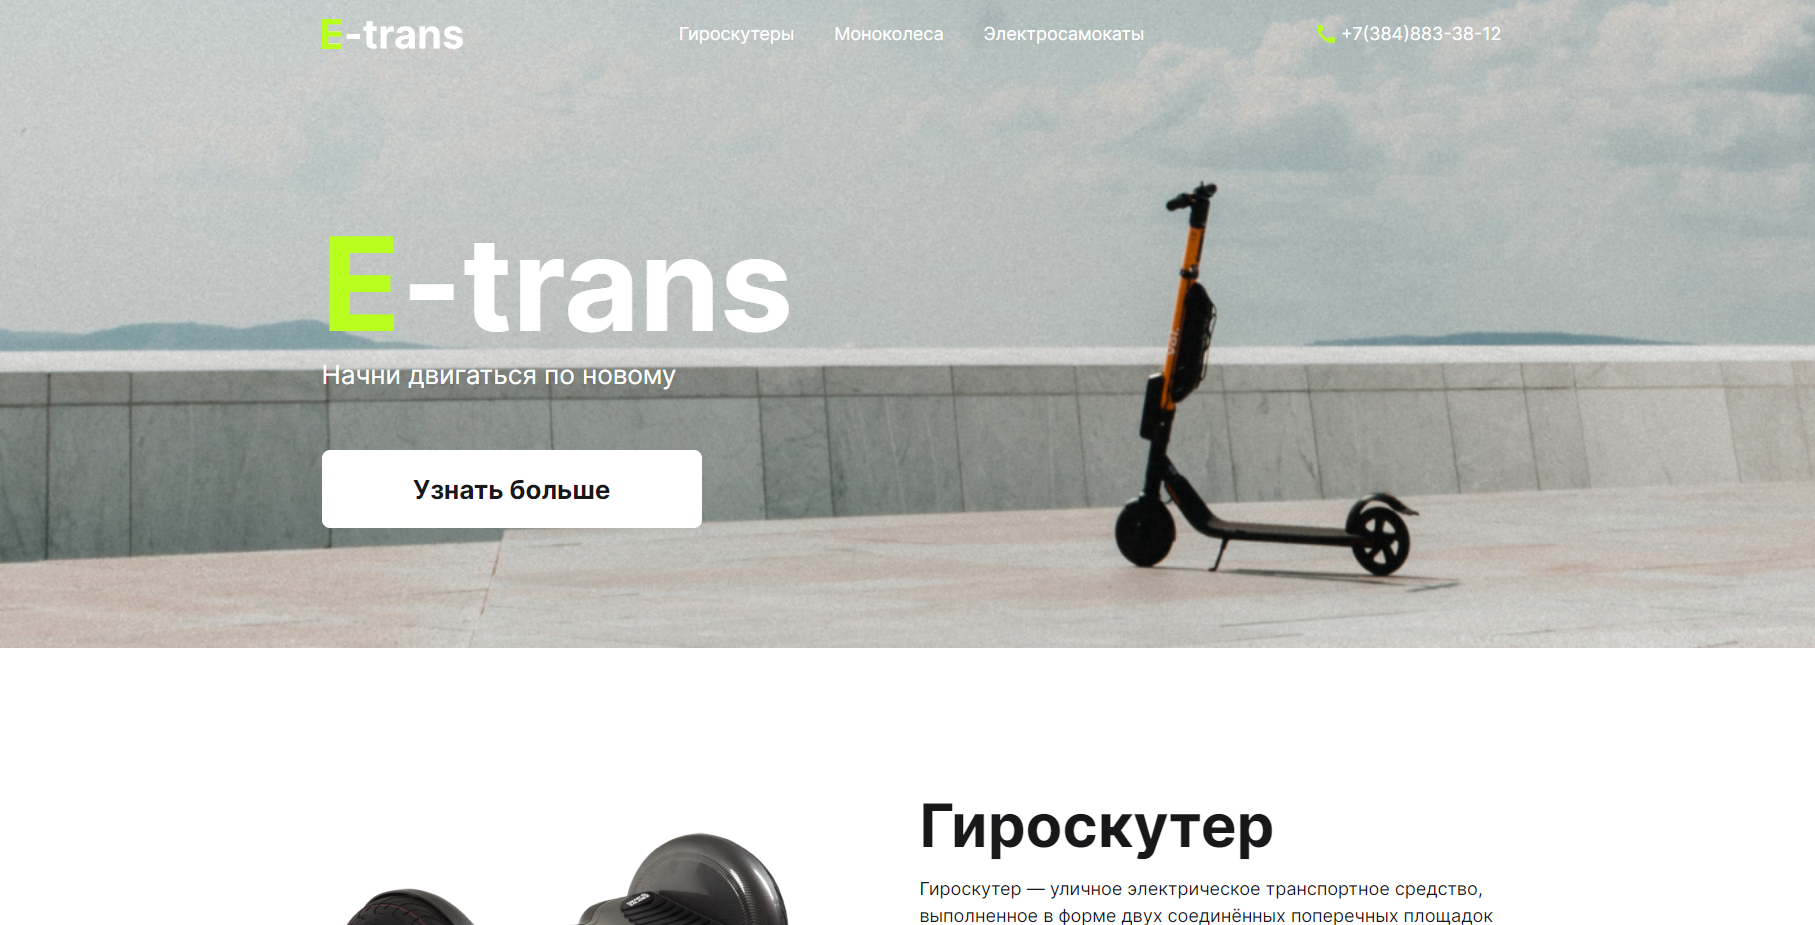 E-trans
Гироскутеры
Моноколеса
Электросамокаты
+7(384)883-38-12
E-trans
Начни двигаться по новому
Узнать больше
Гироскутер
Гироскутер — уличное электрическое транспортное средство,
выполненное в форме двух соединённых поперечных площадок